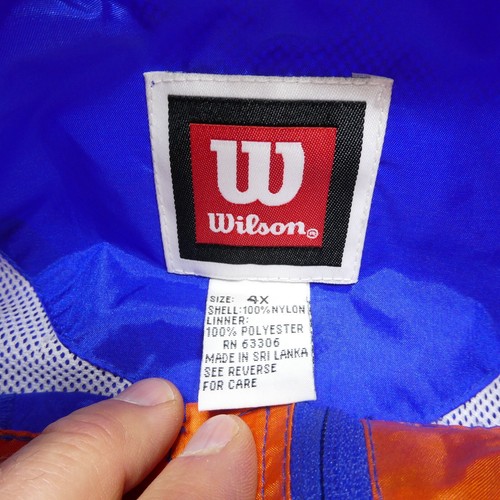 W
Wilson®
SIZE: 4X
SHELL:100%NYLON
LINNER:
100% POLYESTER
RN 63306
MADE IN SRI LANKA
SEE REVERSE
FOR CARE